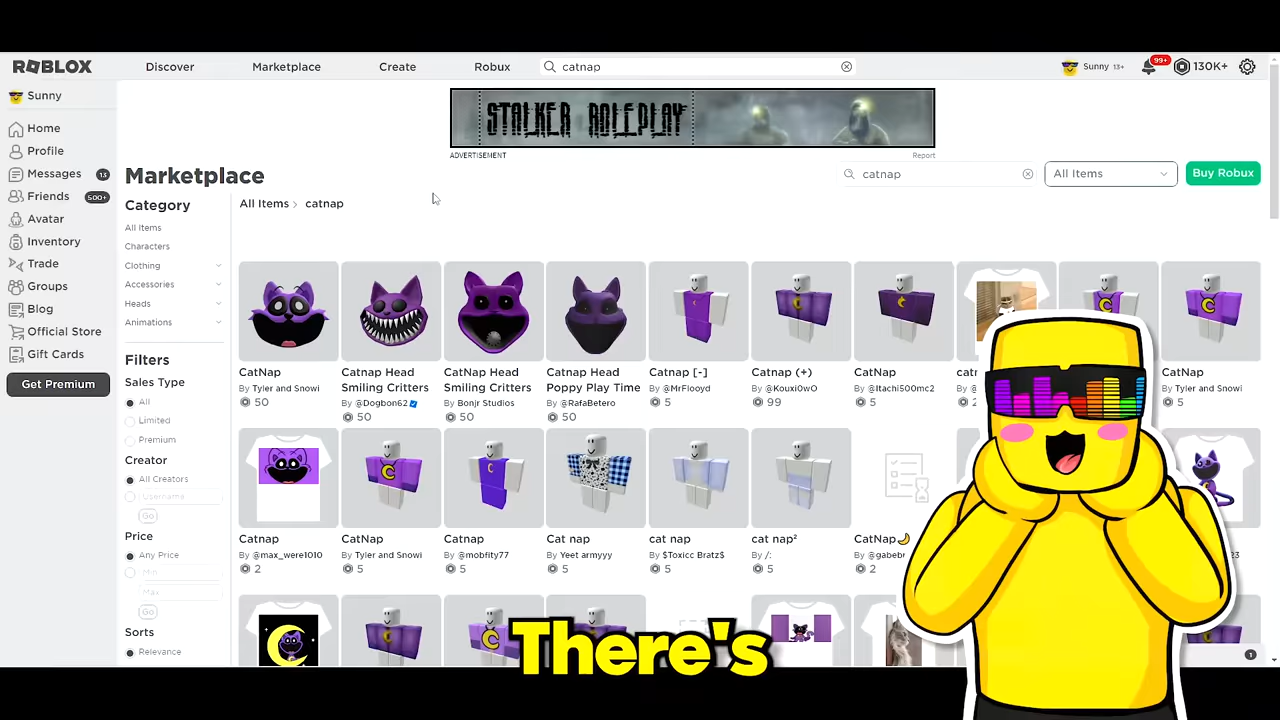 ROBLOX
Discover
Marketplace
Create
Robux
catnap
Sunny 13+
99+
130K+
Sunny
Home
Profile
Messages 13
Friends 500+
Avatar
Inventory
Trade
Groups
Blog
Official Store
Gift Cards
Get Premium
STALKER ROLEPLAY
ADVERTISEMENT
Report
Marketplace
catnap
All Items
Buy Robux
Category
All Items
Characters
Clothing
Accessories
Heads
Animations
Filters
Sales Type
All
Limited
Premium
Creator
All Creators
Username
Go
Price
Any Price
Min
Max
Go
Sorts
Relevance
All Items > catnap
CatNap
By Tyler and Snowi
50
Catnap Head
Smiling Critters
By @Dogbons2
50
CatNap Head
Smiling Critters
By Bonjr Studios
50
Catnap Head
Poppy Play Time
By @RafaBetero
50
Catnap [-]
By @MrFlooyd
5
Catnap (+)
By @Kouxi0wO
99
CatNap
By @Itachi500mc2
5
CatNap
By Tyler and Snowi
5
Catnap
By @max_were1010
2
CatNap
By Tyler and Snowi
5
Catnap
By @mobfity77
5
Cat nap
By Yeet armyyy
5
cat nap
By $Toxicc Bratz$
5
cat nap²
By /:
5
CatNap🌙
2
There's
1